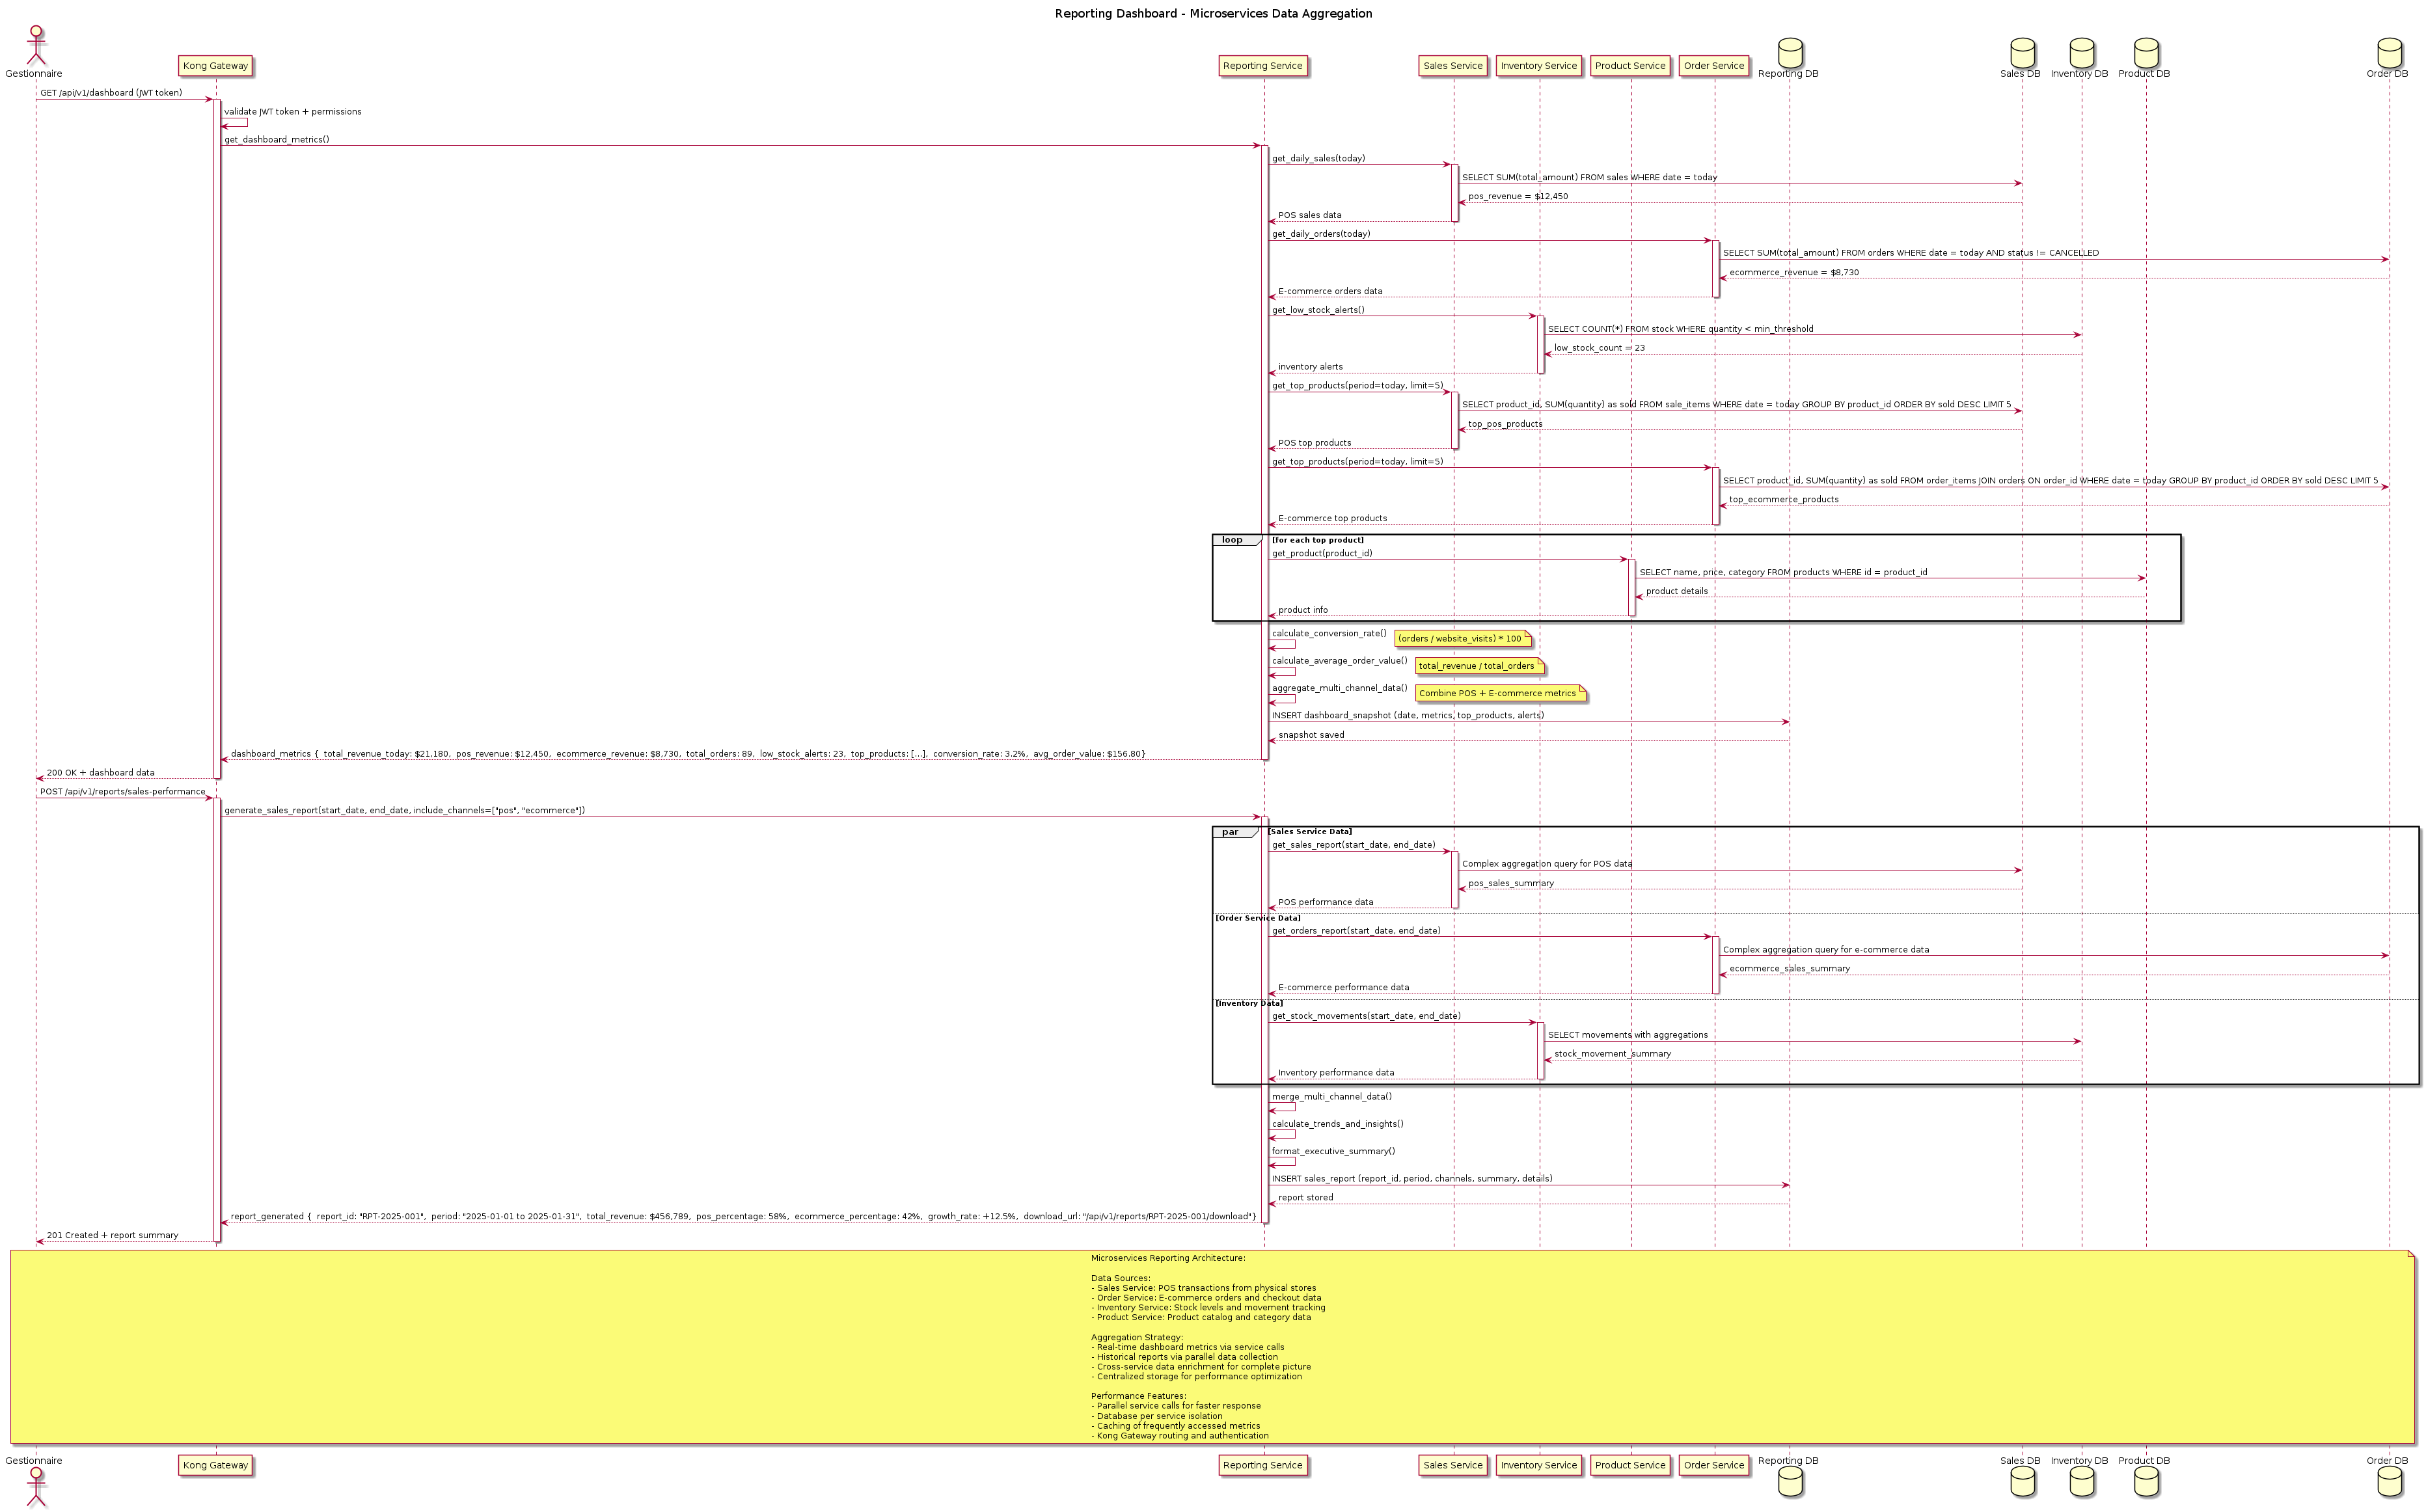 Reporting Dashboard - Microservices Data Aggregation
Gestionnaire
Kong Gateway
Reporting Service
Sales Service
Inventory Service
Product Service
Order Service
Reporting DB
Sales DB
Inventory DB
Product DB
Order DB
GET /api/v1/dashboard (JWT token)
validate JWT token + permissions
get_dashboard_metrics()
get_daily_sales(today)
SELECT SUM(total_amount) FROM sales WHERE date = today
pos_revenue = $12,450
POS sales data
get_daily_orders(today)
SELECT SUM(total_amount) FROM orders WHERE date = today AND status != CANCELLED
ecommerce_revenue = $8,730
E-commerce orders data
get_low_stock_alerts()
SELECT COUNT(*) FROM stock WHERE quantity < min_threshold
low_stock_count = 23
inventory alerts
get_top_products(period=today, limit=5)
SELECT product_id, SUM(quantity) as sold FROM sale_items WHERE date = today GROUP BY product_id ORDER BY sold DESC LIMIT 5
top_pos_products
POS top products
get_top_products(period=today, limit=5)
SELECT product_id, SUM(quantity) as sold FROM order_items JOIN orders ON order_id WHERE date = today GROUP BY product_id ORDER BY sold DESC LIMIT 5
top_ecommerce_products
E-commerce top products
loop [for each top product]
get_product(product_id)
SELECT name, price, category FROM products WHERE id = product_id
product details
product info
calculate_conversion_rate()
(orders / website_visits) * 100
calculate_average_order_value()
total_revenue / total_orders
aggregate_multi_channel_data()
Combine POS + E-commerce metrics
INSERT dashboard_snapshot (date, metrics, top_products, alerts)
snapshot saved
dashboard_metrics {  total_revenue_today: $21,180,  pos_revenue: $12,450,  ecommerce_revenue: $8,730,  total_orders: 89,  low_stock_alerts: 23,  top_products: [...],  conversion_rate: 3.2%,  avg_order_value: $156.80}
200 OK + dashboard data
POST /api/v1/reports/sales-performance
generate_sales_report(start_date, end_date, include_channels=["pos", "ecommerce"])
par [Sales Service Data]
get_sales_report(start_date, end_date)
Complex aggregation query for POS data
pos_sales_summary
POS performance data
[Order Service Data]
get_orders_report(start_date, end_date)
Complex aggregation query for e-commerce data
ecommerce_sales_summary
E-commerce performance data
[Inventory Data]
get_stock_movements(start_date, end_date)
SELECT movements with aggregations
stock_movement_summary
Inventory performance data
merge_multi_channel_data()
calculate_trends_and_insights()
format_executive_summary()
INSERT sales_report (report_id, period, channels, summary, details)
report stored
report_generated {  report_id: "RPT-2025-001",  period: "2025-01-01 to 2025-01-31",  total_revenue: $456,789,  pos_percentage: 58%,  ecommerce_percentage: 42%,  growth_rate: +12.5%,  download_url: "/api/v1/reports/RPT-2025-001/download"}
201 Created + report summary
Microservices Reporting Architecture:
Data Sources:
- Sales Service: POS transactions from physical stores
- Order Service: E-commerce orders and checkout data
- Inventory Service: Stock levels and movement tracking
- Product Service: Product catalog and category data
Aggregation Strategy:
- Real-time dashboard metrics via service calls
- Historical reports via parallel data collection
- Cross-service data enrichment for complete picture
- Centralized storage for performance optimization
Performance Features:
- Parallel service calls for faster response
- Database per service isolation
- Caching of frequently accessed metrics
- Kong Gateway routing and authentication
Gestionnaire
Kong Gateway
Reporting Service
Sales Service
Inventory Service
Product Service
Order Service
Reporting DB
Sales DB
Inventory DB
Product DB
Order DB